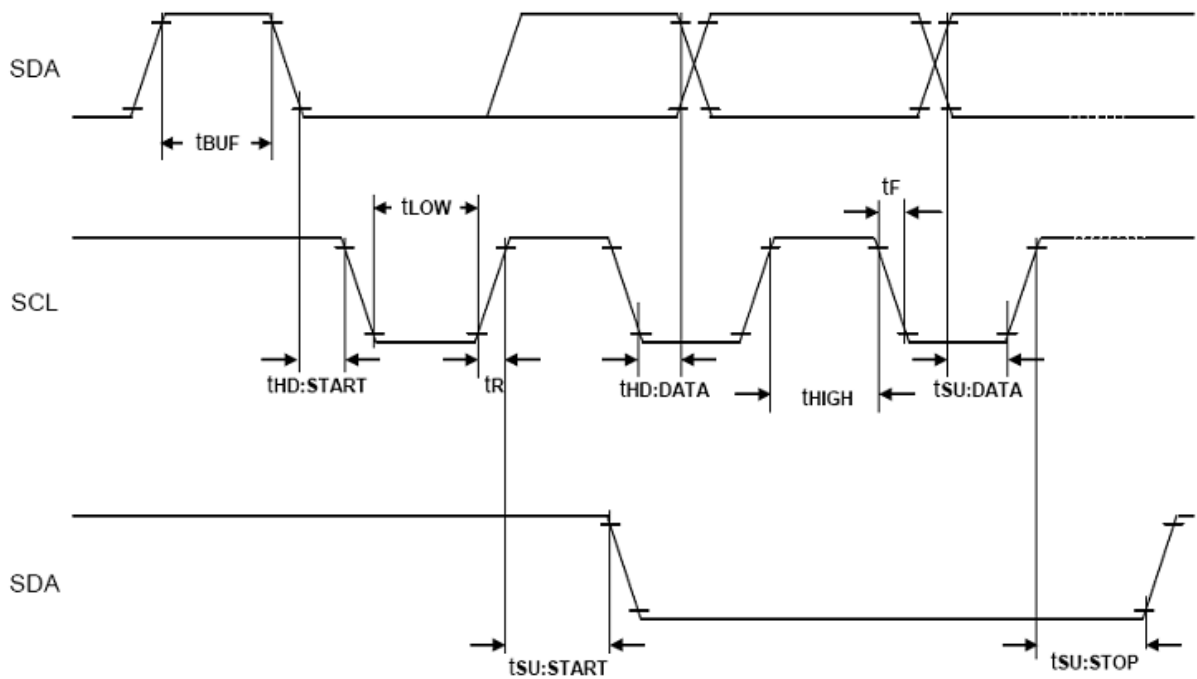 SDA
tBUF
tF
tLOW
SCL
tHD:START
tR
tHD:DATA
tHIGH
tSU:DATA
SDA
tSU:START
tSU:STOP